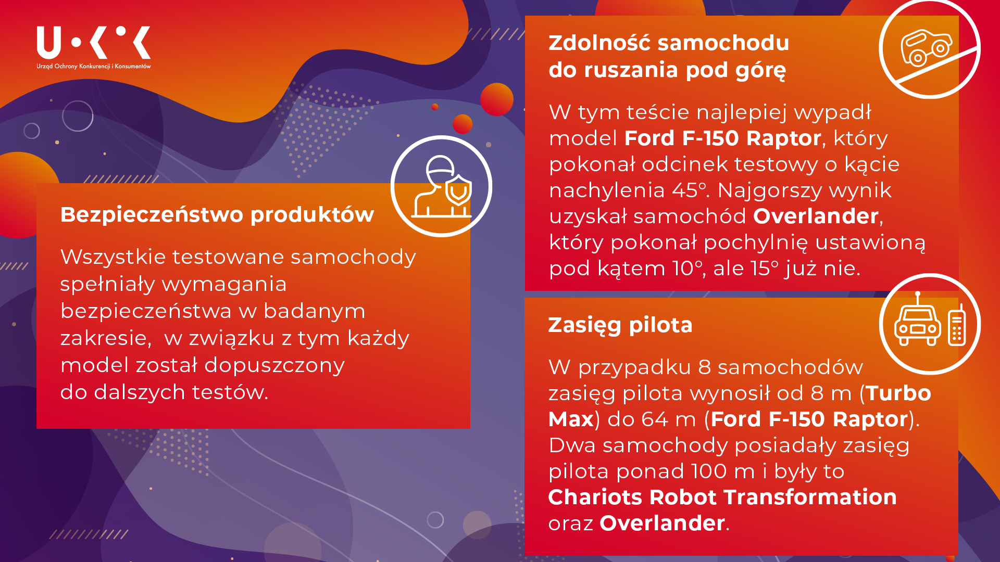 U•K•K
Urząd Ochrony Konkurencji i Konsumentów
Bezpieczeństwo produktów
Wszystkie testowane samochody
spełniały wymagania
bezpieczeństwa w badanym
zakresie,  w związku z tym każdy
model został dopuszczony
do dalszych testów.
Zdolność samochodu
do ruszania pod górę
W tym teście najlepiej wypadł
model Ford F-150 Raptor, który
pokonał odcinek testowy o kącie
nachylenia 45°. Najgorszy wynik
uzyskał samochód Overlander,
który pokonał pochylnię ustawioną
pod kątem 10°, ale 15° już nie.
Zasięg pilota
W przypadku 8 samochodów
zasięg pilota wynosił od 8 m (Turbo
Max) do 64 m (Ford F-150 Raptor).
Dwa samochody posiadały zasięg
pilota ponad 100 m i były to
Chariots Robot Transformation
oraz Overlander.